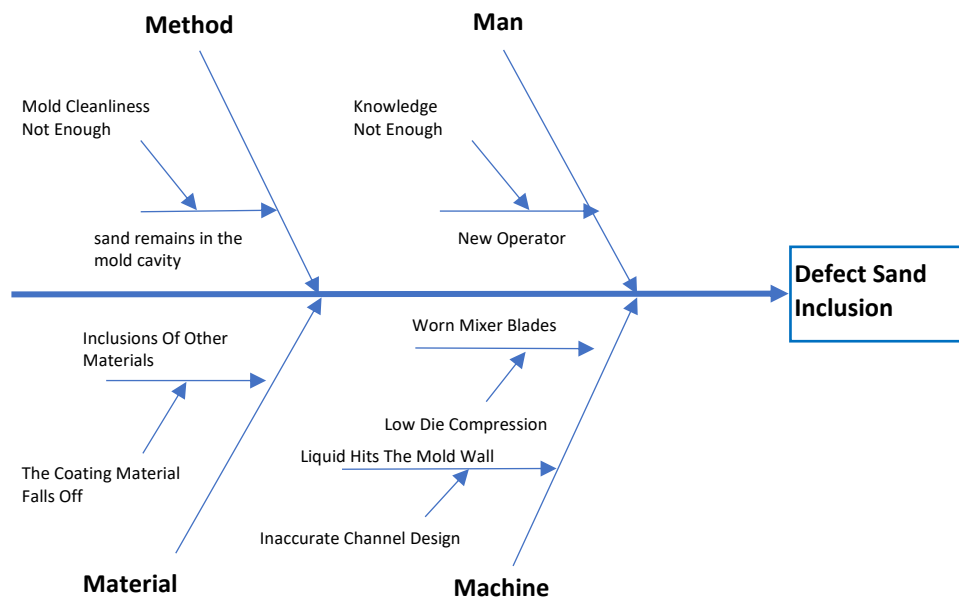 Method
Man
Mold Cleanliness
Not Enough
Knowledge
Not Enough
sand remains in the
mold cavity
New Operator
Defect Sand
Inclusion
Inclusions Of Other
Materials
Worn Mixer Blades
Low Die Compression
Liquid Hits The Mold Wall
The Coating Material
Falls Off
Inaccurate Channel Design
Material
Machine